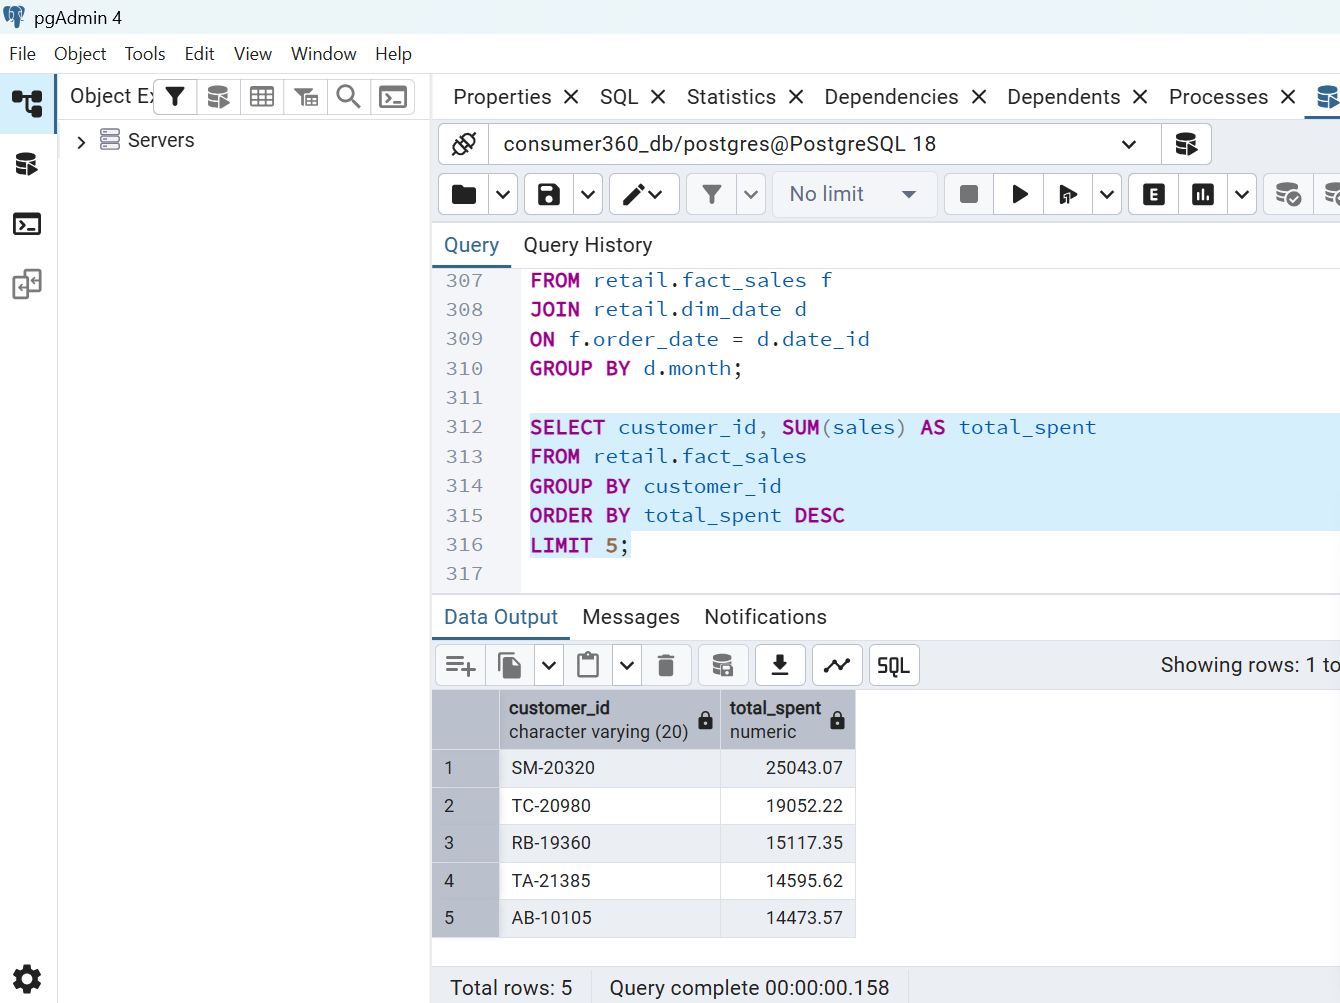 pgAdmin 4
File Object Tools Edit View Window Help
Object Ex
Properties SQL Statistics Dependencies Dependents Processes
Servers
consumer360_db/postgres@PostgreSQL 18
No limit
E
Query Query History
307 FROM retail.fact_sales f
308 JOIN retail.dim_date d
309 ON f.order_date = d.date_id
310 GROUP BY d.month;
311
312 SELECT customer_id, SUM(sales) AS total_spent
313 FROM retail.fact_sales
314 GROUP BY customer_id
315 ORDER BY total_spent DESC
316 LIMIT 5;
317
Data Output Messages Notifications
SQL Showing rows: 1 to
customer_id total_spent
character varying (20) numeric
1 SM-20320 25043.07
2 TC-20980 19052.22
3 RB-19360 15117.35
4 TA-21385 14595.62
5 AB-10105 14473.57
Total rows: 5 Query complete 00:00:00.158